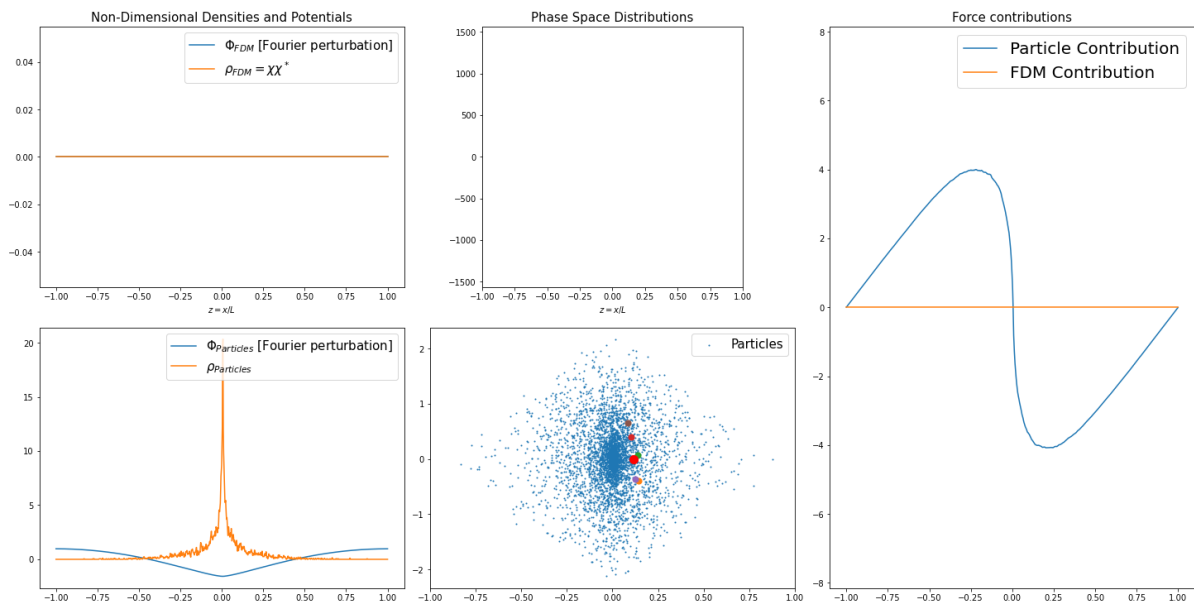 Non-Dimensional Densities and Potentials
Φ_FDM [Fourier perturbation]
ρ_FDM = χχ*
0.04
0.02
0.00
−0.02
−0.04
−1.00 −0.75 −0.50 −0.25 0.00 0.25 0.50 0.75 1.00
z = x/L
Phase Space Distributions
1500
1000
500
0
−500
−1000
−1500
−1.00 −0.75 −0.50 −0.25 0.00 0.25 0.50 0.75 1.00
z = x/L
Force contributions
Particle Contribution
FDM Contribution
8
6
4
2
0
−2
−4
−6
−8
−1.00 −0.75 −0.50 −0.25 0.00 0.25 0.50 0.75 1.00
Φ_Particles [Fourier perturbation]
ρ_Particles
20
15
10
5
0
−1.00 −0.75 −0.50 −0.25 0.00 0.25 0.50 0.75 1.00
Particles
2
1
0
−1
−2
−1.00 −0.75 −0.50 −0.25 0.00 0.25 0.50 0.75 1.00